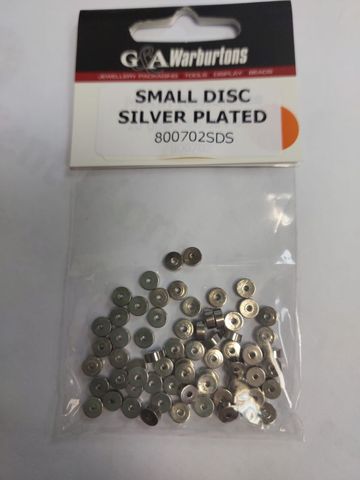 G&A Warburtons
JEWELLERY PACKAGING TOOLS DISPLAY BEADS
SMALL DISC
SILVER PLATED
800702SDS